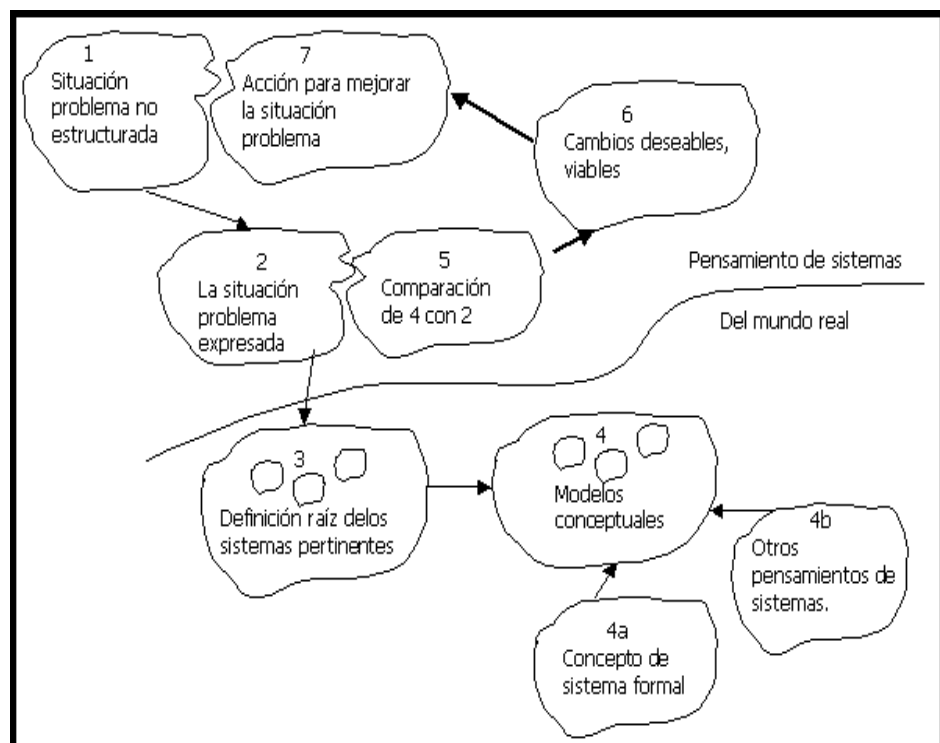 1
Situación
problema no
estructurada
7
Acción para mejorar
la situación
problema
6
Cambios deseables,
viables
2
La situación
problema
expresada
5
Comparación
de 4 con 2
Pensamiento de sistemas
Del mundo real
3
Definición raíz delos
sistemas pertinentes
4
Modelos
conceptuales
4b
Otros
pensamientos de
sistemas.
4a
Concepto de
sistema formal